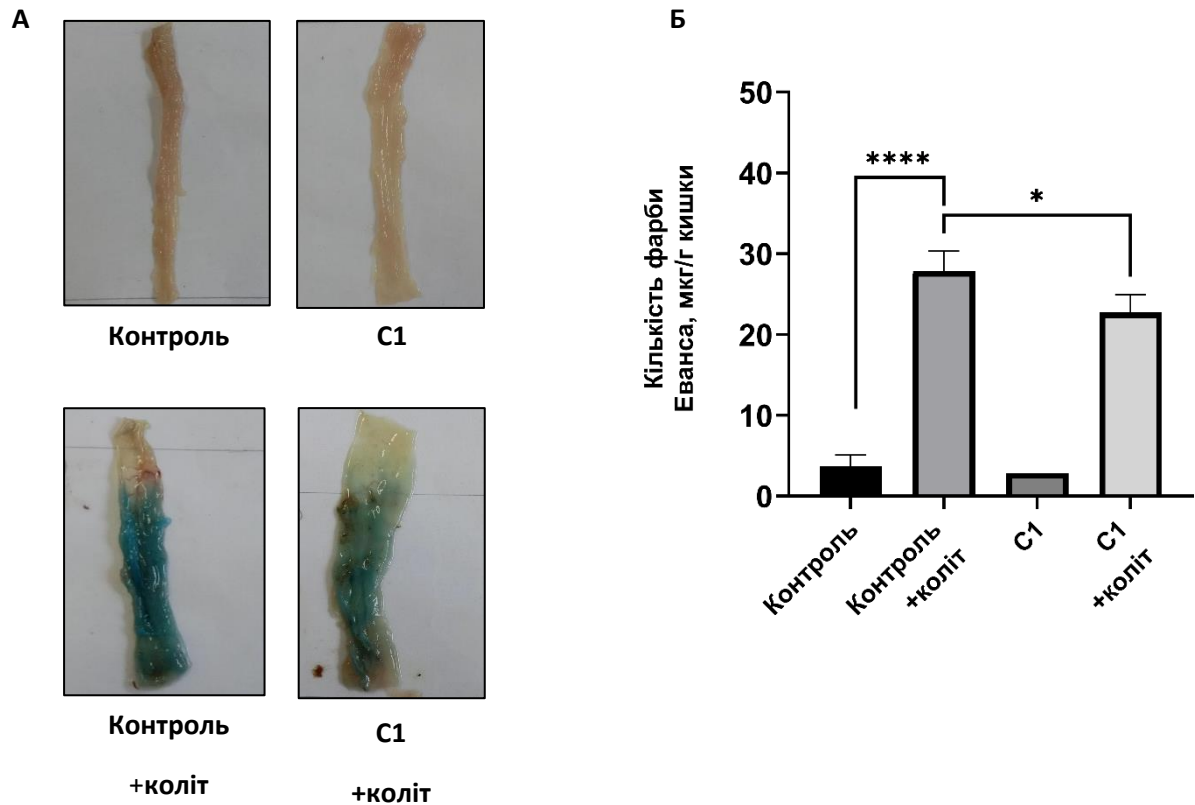 А
Контроль
С1
Контроль
+коліт
С1
+коліт
Б
Кількість фарби
Еванса, мкг/г кишки
50
40
30
20
10
0
****
*
Контроль
Контроль
+коліт
С1
С1
+коліт